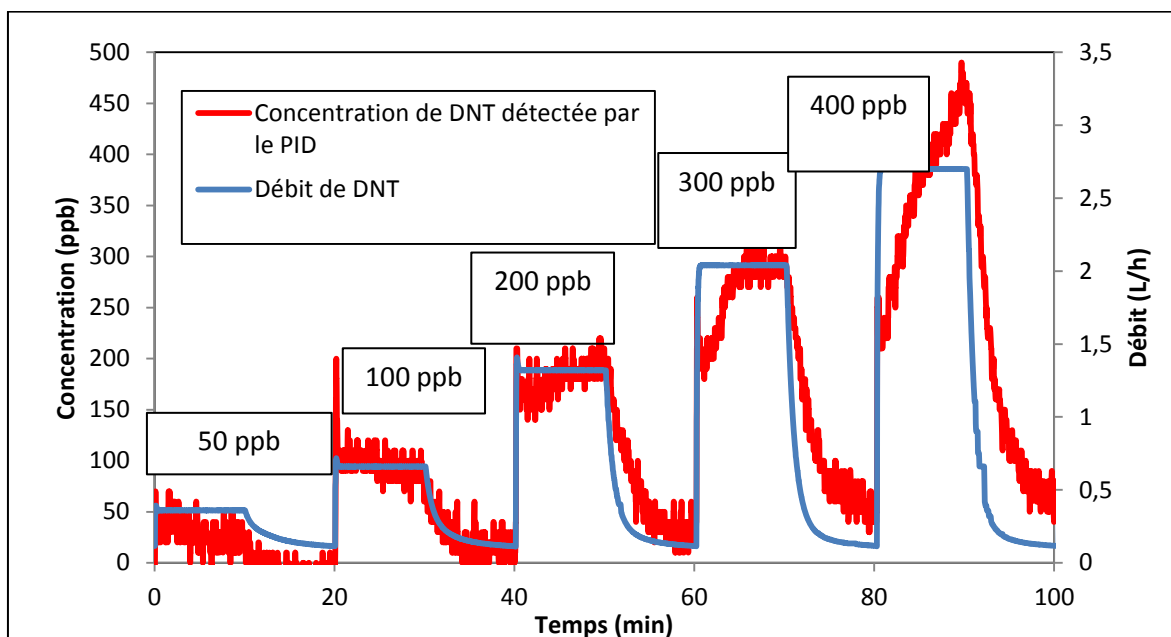 Concentration (ppb)
500
450
400
350
300
250
200
150
100
50
0
Concentration de DNT détectée par
le PID
Débit de DNT
50 ppb
100 ppb
200 ppb
300 ppb
400 ppb
3,5
3
2,5
2
1,5
1
0,5
0
Débit (L/h)
0 20 40 60 80 100
Temps (min)